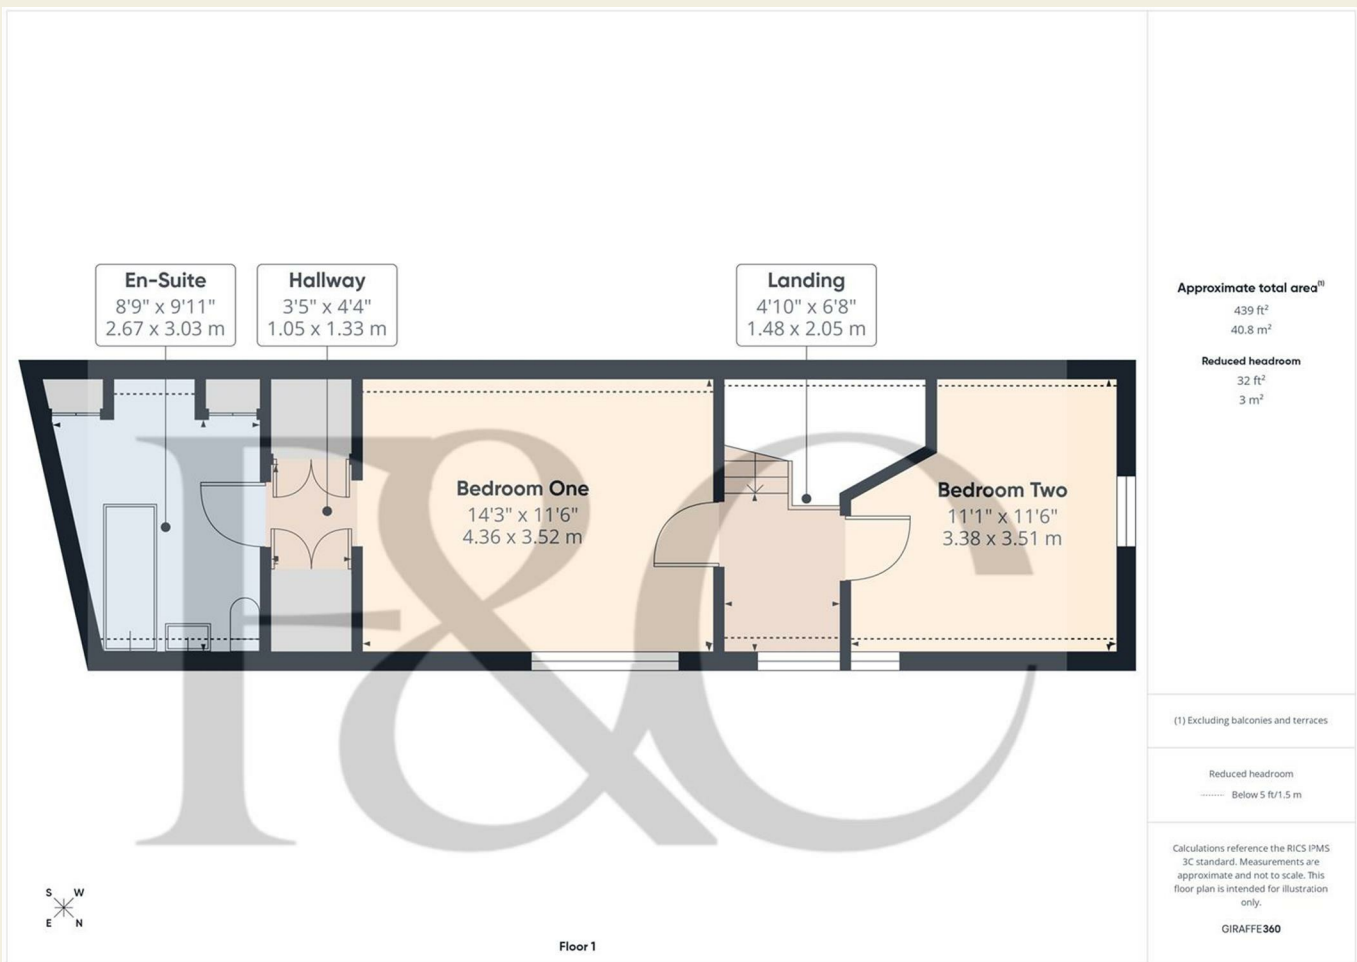 En-Suite
8'9" x 9'11"
2.67 x 3.03 m
Hallway
3'5" x 4'4"
1.05 x 1.33 m
Landing
4'10" x 6'8"
1.48 x 2.05 m
Bedroom One
14'3" x 11'6"
4.36 x 3.52 m
Bedroom Two
11'1" x 11'6"
3.38 x 3.51 m
F&C
S W
E N
Floor 1
Approximate total area(1)
439 ft²
40.8 m²
Reduced headroom
32 ft²
3 m²
(1) Excluding balconies and terraces
Reduced headroom
Below 5 ft/1.5 m
Calculations reference the RICS IPMS
3C standard. Measurements are
approximate and not to scale. This
floor plan is intended for illustration
only.
GIRAFFE360